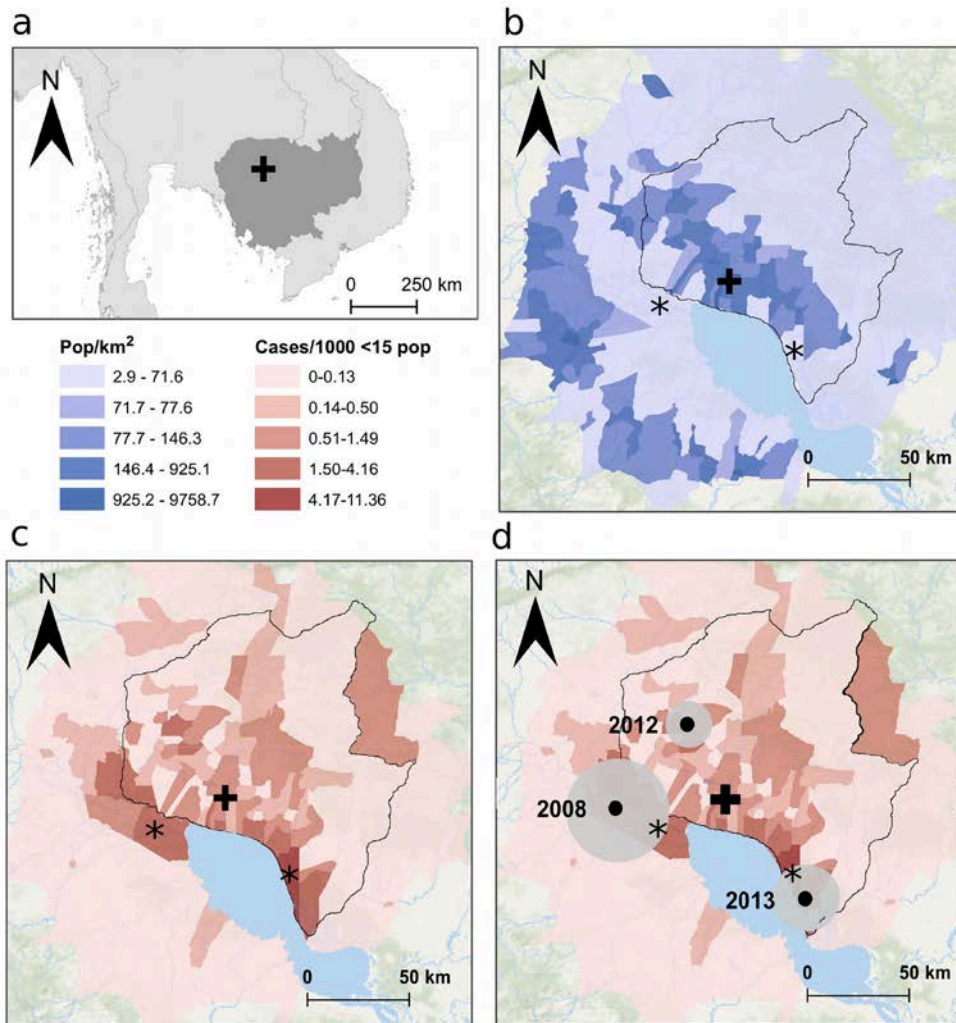 a
N
0 250 km
Pop/km²
2.9 - 71.6
71.7 - 77.6
77.7 - 146.3
146.4 - 925.1
925.2 - 9758.7
Cases/1000 <15 pop
0-0.13
0.14-0.50
0.51-1.49
1.50-4.16
4.17-11.36
b
N
0 50 km
c
N
0 50 km
d
N
2012
2008
2013
0 50 km